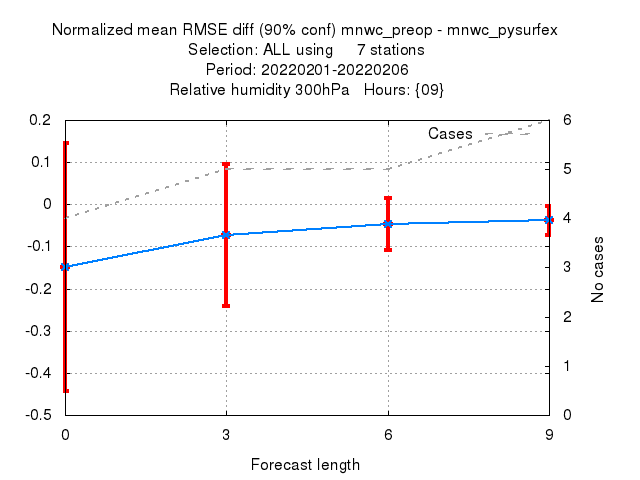 Normalized mean RMSE diff (90% conf) mnwc_preop - mnwc_pysurfex
Selection: ALL using 7 stations
Period: 20220201-20220206
Relative humidity 300hPa Hours: {09}
0.2
0.1
0
-0.1
-0.2
-0.3
-0.4
-0.5
Cases
6
5
4
3
2
1
0
No cases
0 3 6 9
Forecast length